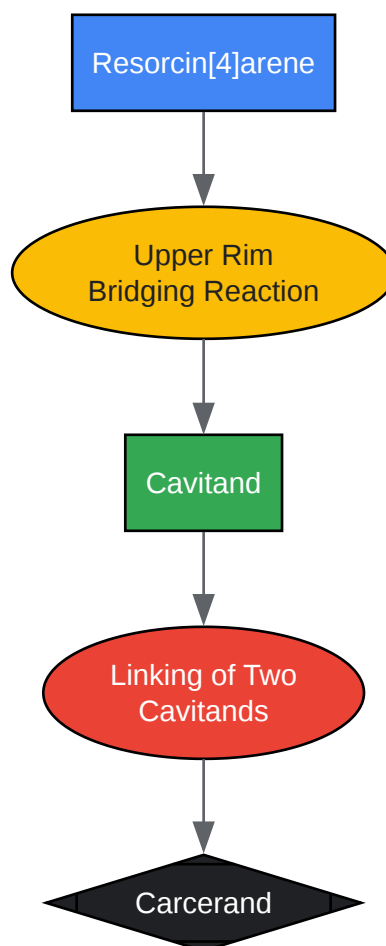 Resorcin[4]arene
Upper Rim
Bridging Reaction
Cavitand
Linking of Two
Cavitands
Carcerand